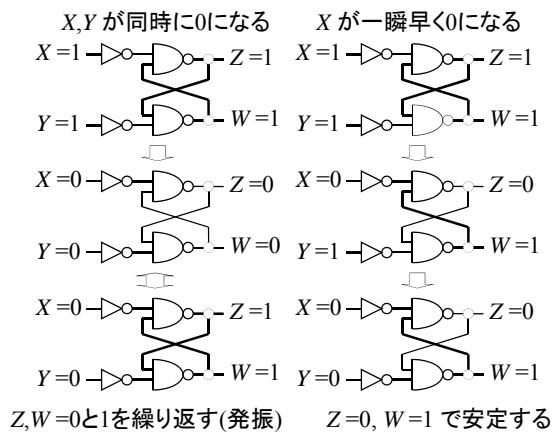 X,Y が同時に0になる
X=1
Z=1
Y=1
W=1
X=0
Z=0
Y=0
W=0
X=0
Z=1
Y=0
W=1
Z,W=0と1を繰り返す(発振)
X が一瞬早く0になる
X=1
Z=1
Y=1
W=1
X=0
Z=0
Y=1
W=1
X=0
Z=0
Y=0
W=1
Z=0, W=1 で安定する